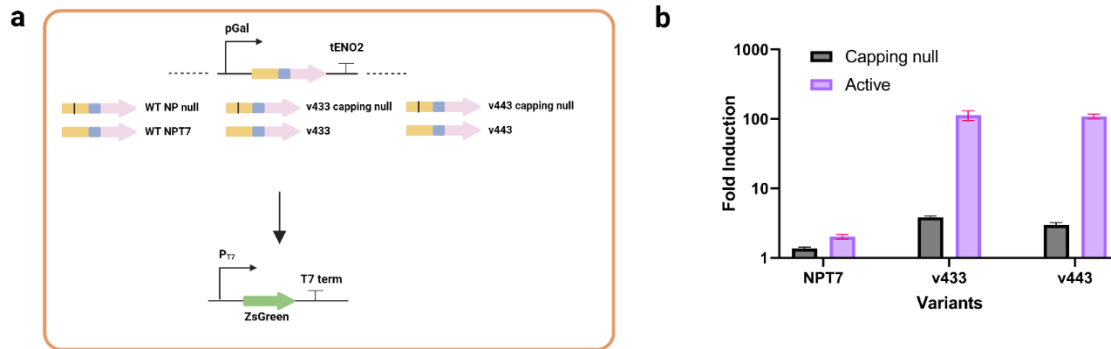 a
pGal
tENO2
WT NP null
v433 capping null
v443 capping null
WT NPT7
v433
v443
PT7
T7 term
ZsGreen
b
1000
100
10
1
Fold Induction
Capping null
Active
NPT7
v433
v443
Variants